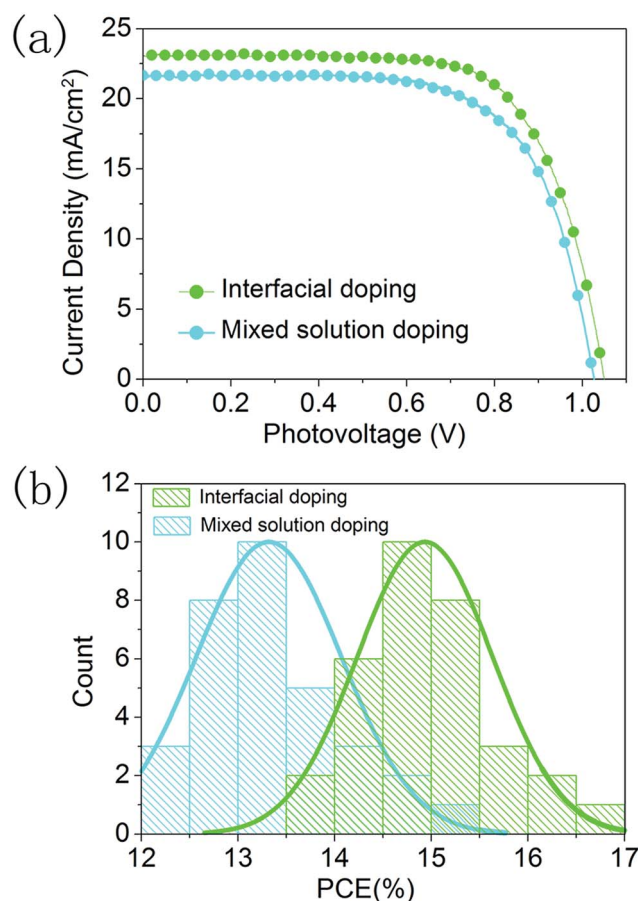 (a)
25
20
15
10
5
0
Current Density (mA/cm²)
Interfacial doping
Mixed solution doping
0.0 0.2 0.4 0.6 0.8 1.0
Photovoltage (V)
(b)
12
10
8
6
4
2
0
Count
Interfacial doping
Mixed solution doping
12 13 14 15 16 17
PCE(%)